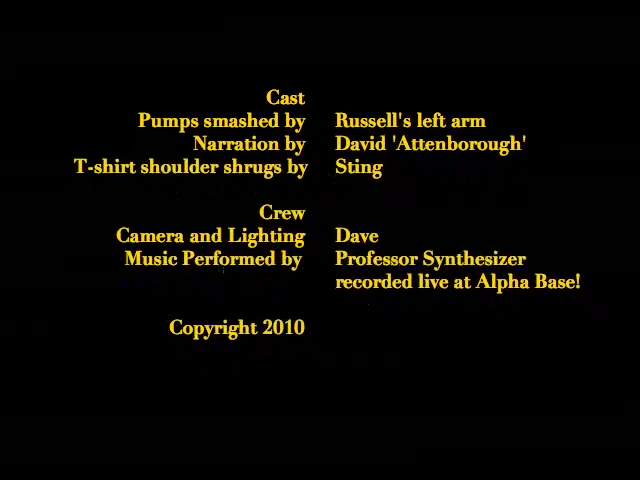 Cast
Pumps smashed by Russell's left arm
Narration by David 'Attenborough'
T-shirt shoulder shrugs by Sting
Crew
Camera and Lighting Dave
Music Performed by Professor Synthesizer
recorded live at Alpha Base!
Copyright 2010